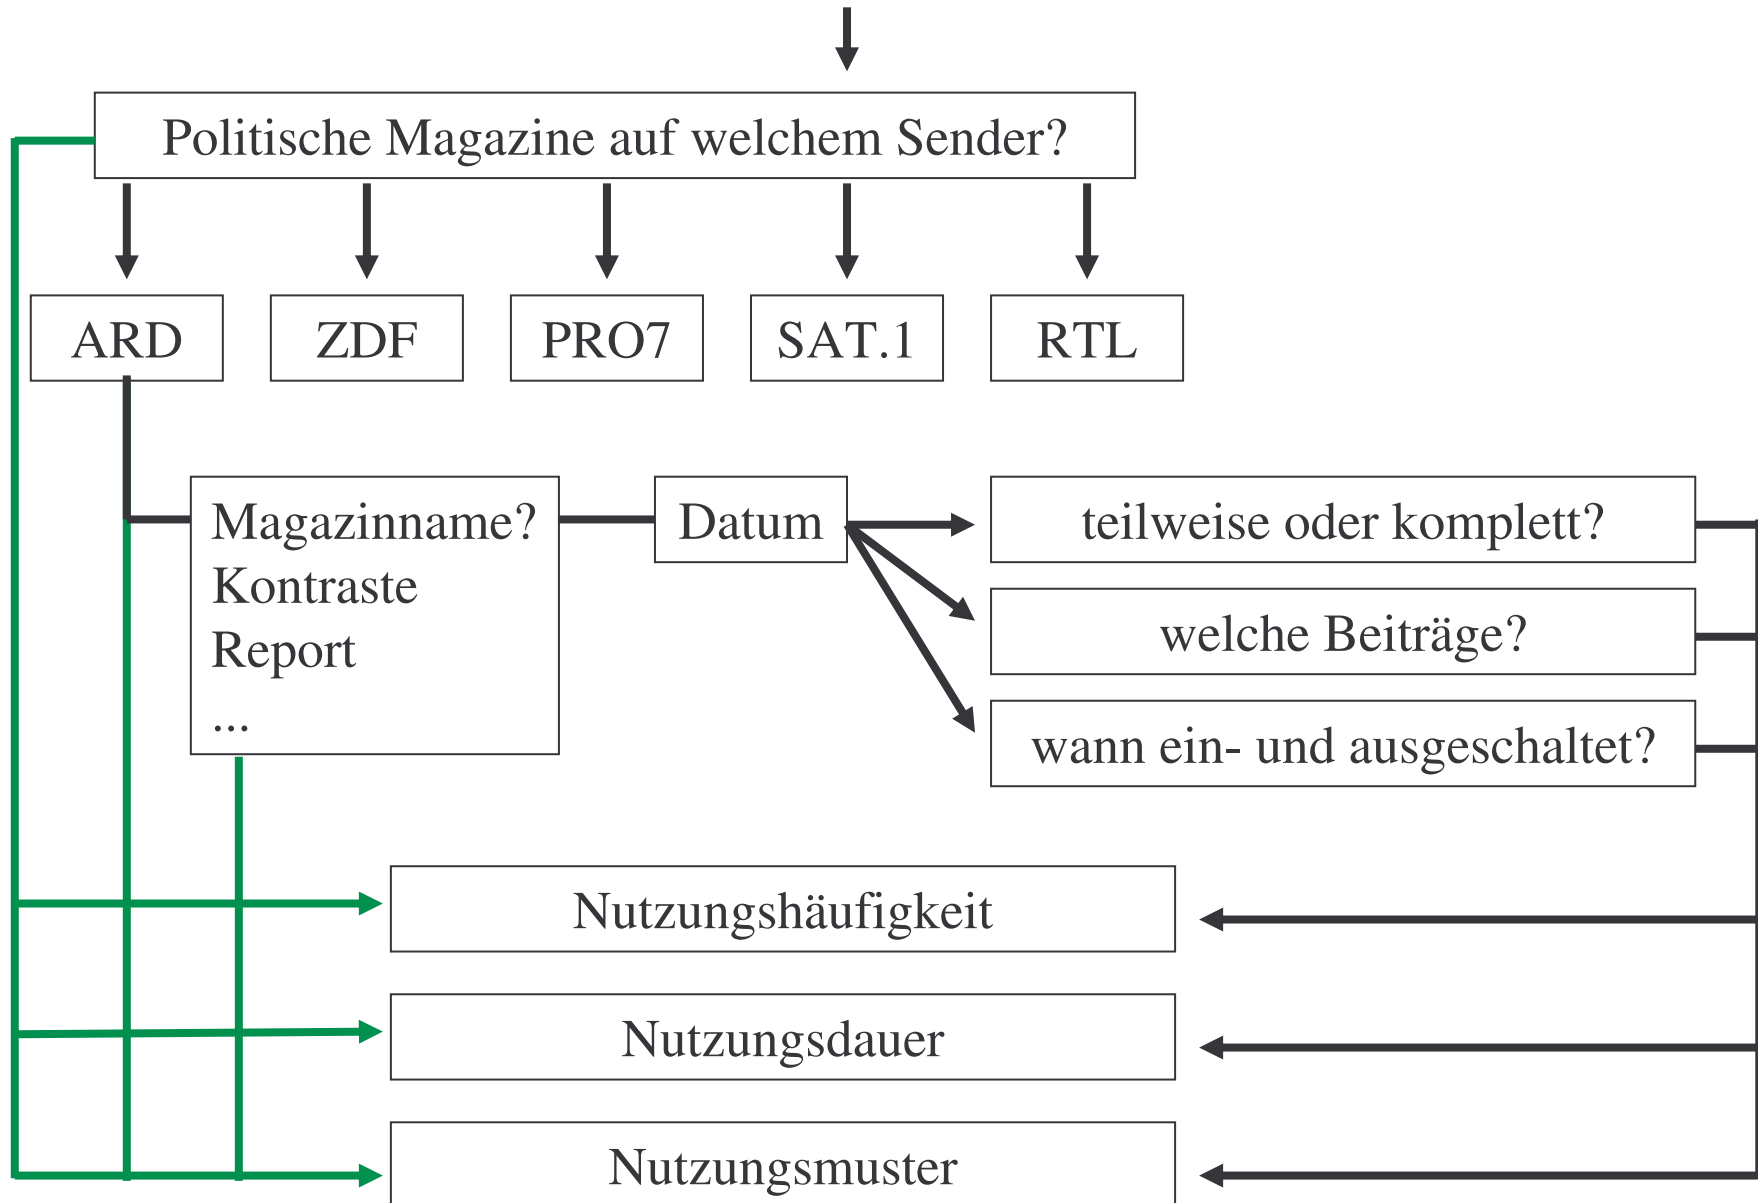 Politische Magazine auf welchem Sender?
ARD
ZDF
PRO7
SAT.1
RTL
Magazinname?
Kontraste
Report
...
Datum
teilweise oder komplett?
welche Beiträge?
wann ein- und ausgeschaltet?
Nutzungshäufigkeit
Nutzungsdauer
Nutzungsmuster